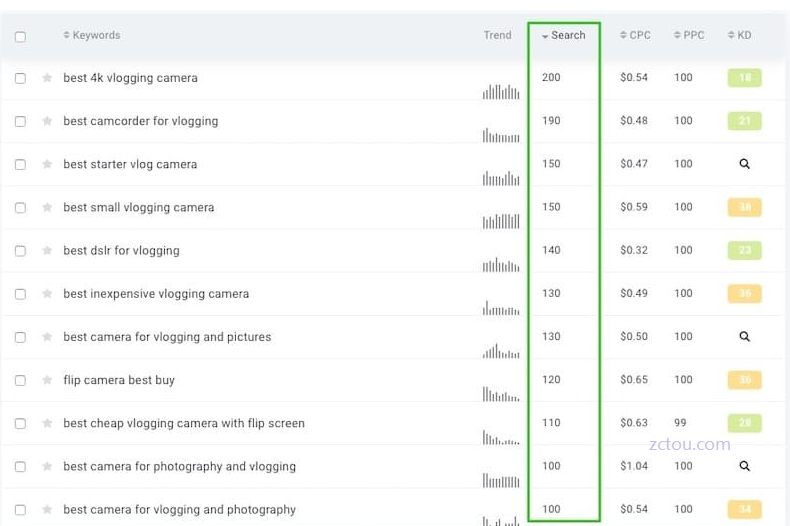 Keywords Trend Search CPC PPC KD
best 4k vlogging camera 200 $0.54 100 18
best camcorder for vlogging 190 $0.48 100 21
best starter vlog camera 150 $0.47 100
best small vlogging camera 150 $0.59 100 38
best dslr for vlogging 140 $0.32 100 23
best inexpensive vlogging camera 130 $0.49 100 36
best camera for vlogging and pictures 130 $0.50 100
flip camera best buy 120 $0.65 100 36
best cheap vlogging camera with flip screen 110 $0.63 99 28
zctou.com
best camera for photography and vlogging 100 $1.04 100
best camera for vlogging and photography 100 $0.54 100 34